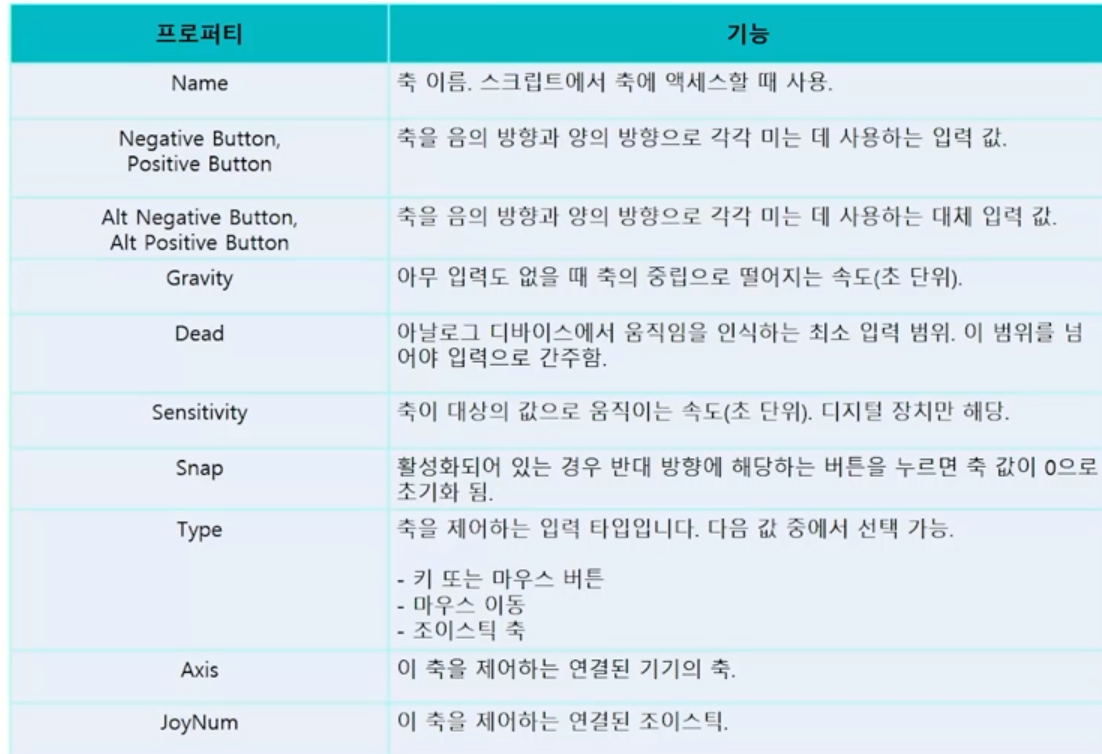 프로퍼티
기능
Name
축 이름. 스크립트에서 축에 액세스할 때 사용.
Negative Button,
Positive Button
축을 음의 방향과 양의 방향으로 각각 미는 데 사용하는 입력 값.
Alt Negative Button,
Alt Positive Button
축을 음의 방향과 양의 방향으로 각각 미는 데 사용하는 대체 입력 값.
Gravity
아무 입력도 없을 때 축의 중립으로 떨어지는 속도(초 단위).
Dead
아날로그 디바이스에서 움직임을 인식하는 최소 입력 범위. 이 범위를 넘
어야 입력으로 간주함.
Sensitivity
축이 대상의 값으로 움직이는 속도(초 단위). 디지털 장치만 해당.
Snap
활성화되어 있는 경우 반대 방향에 해당하는 버튼을 누르면 축 값이 0으로
초기화 됨.
Type
축을 제어하는 입력 타입입니다. 다음 값 중에서 선택 가능.
- 키 또는 마우스 버튼
- 마우스 이동
- 조이스틱 축
Axis
이 축을 제어하는 연결된 기기의 축.
JoyNum
이 축을 제어하는 연결된 조이스틱.